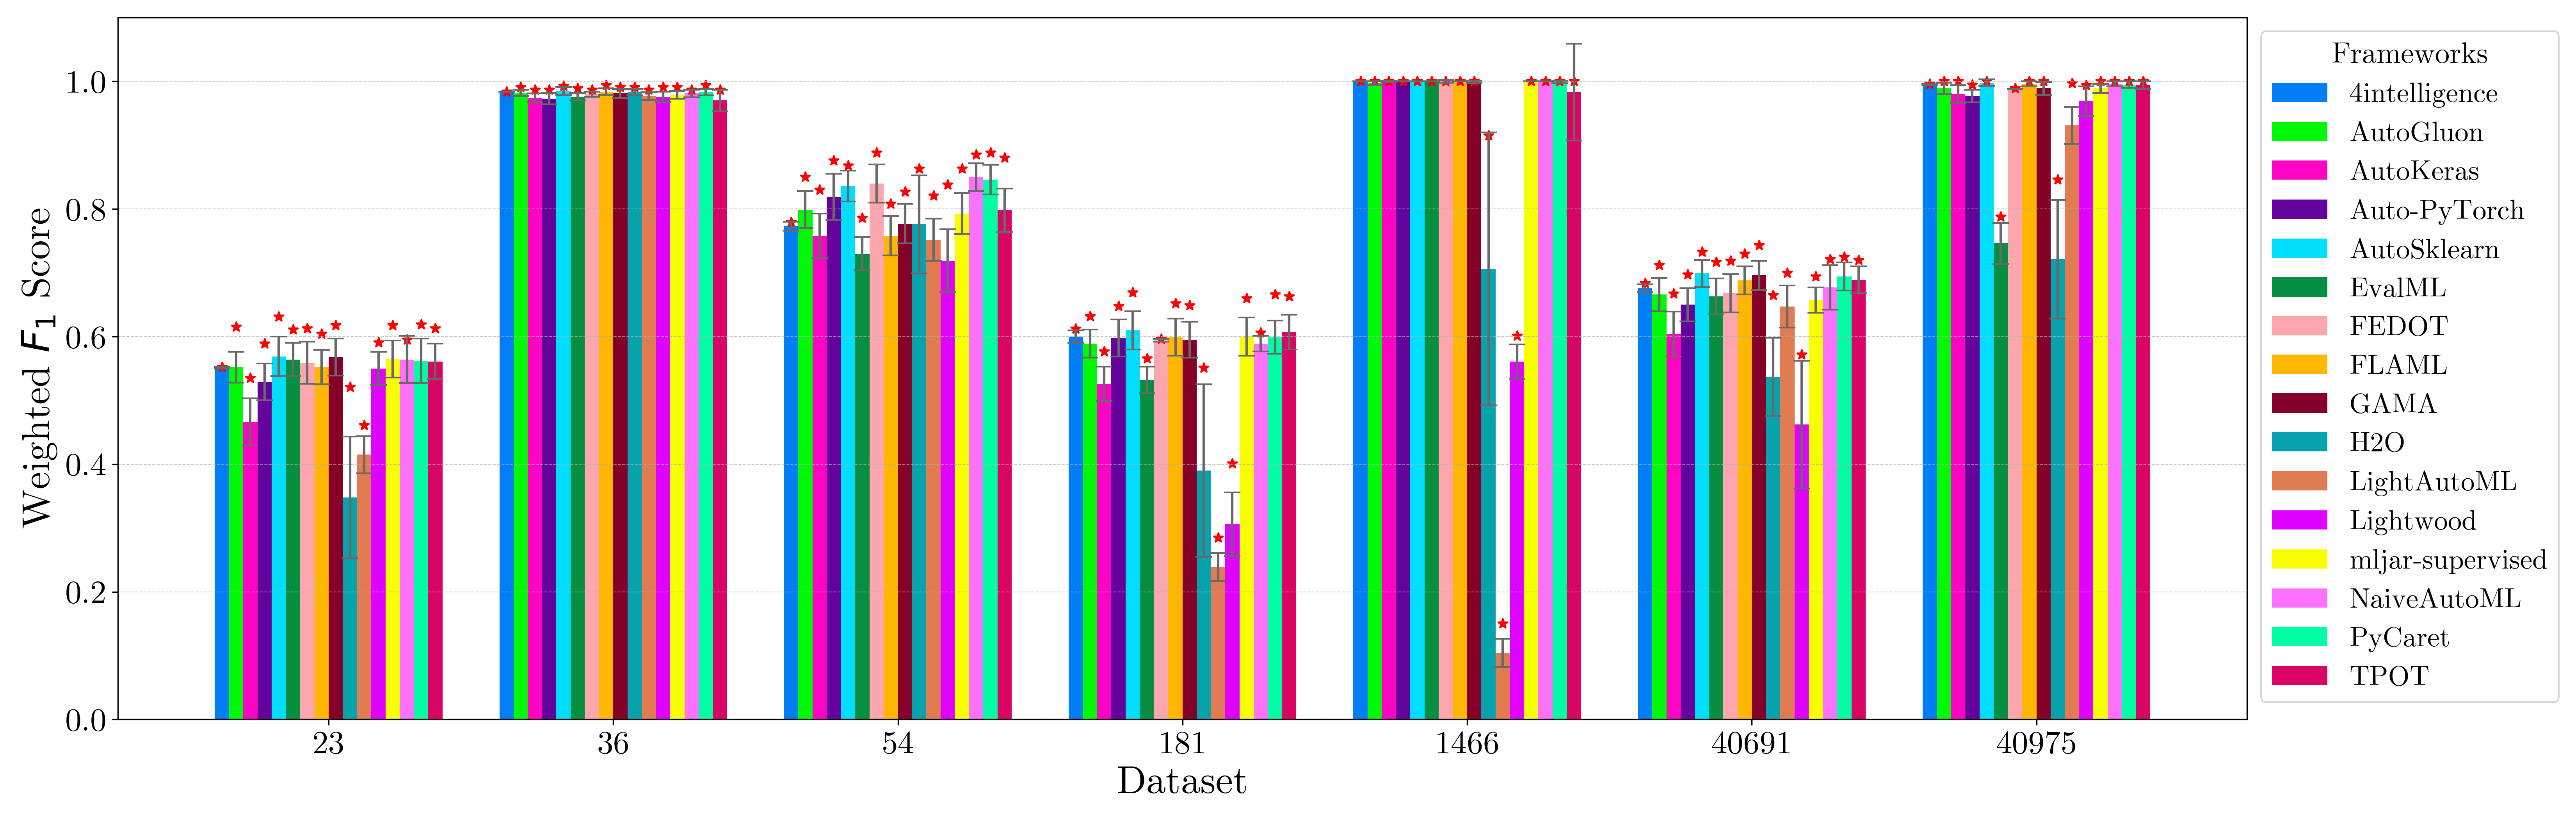 Weighted F1 Score
1.0
0.8
0.6
0.4
0.2
0.0
23 36 54 181 1466 40691 40975
Dataset
Frameworks
4intelligence
AutoGluon
AutoKeras
Auto-PyTorch
AutoSklearn
EvalML
FEDOT
FLAML
GAMA
H2O
LightAutoML
Lightwood
mljar-supervised
NaiveAutoML
PyCaret
TPOT